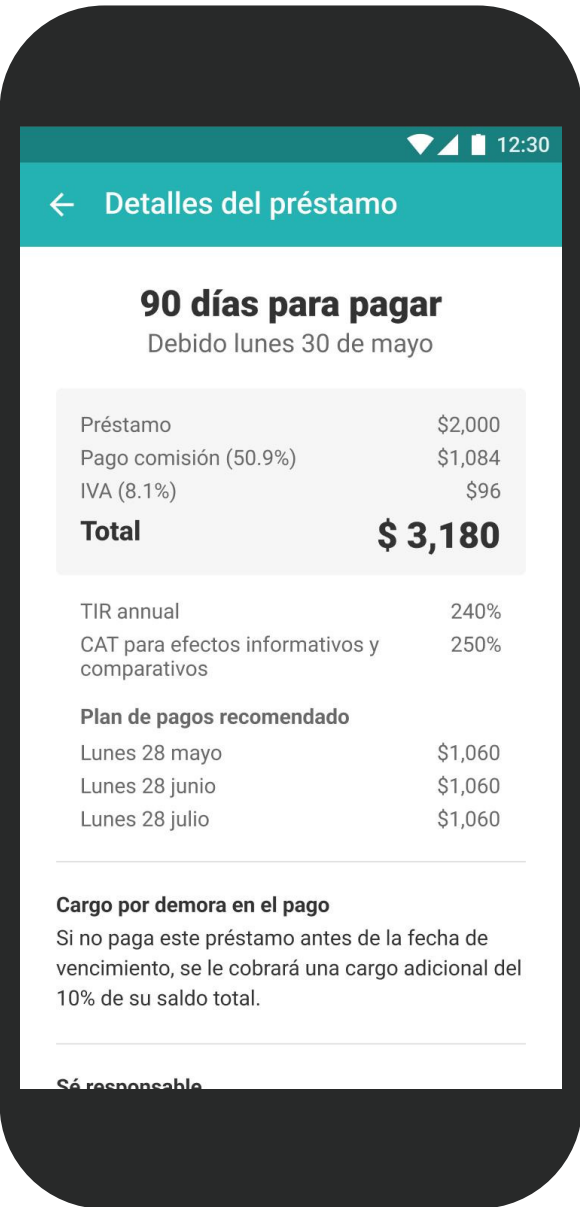 12:30
Detalles del préstamo
90 días para pagar
Debido lunes 30 de mayo
Préstamo $2,000
Pago comisión (50.9%) $1,084
IVA (8.1%) $96
Total $ 3,180
TIR annual 240%
CAT para efectos informativos y 250%
comparativos
Plan de pagos recomendado
Lunes 28 mayo $1,060
Lunes 28 junio $1,060
Lunes 28 julio $1,060
Cargo por demora en el pago
Si no paga este préstamo antes de la fecha de
vencimiento, se le cobrará una cargo adicional del
10% de su saldo total.
Sé responsable